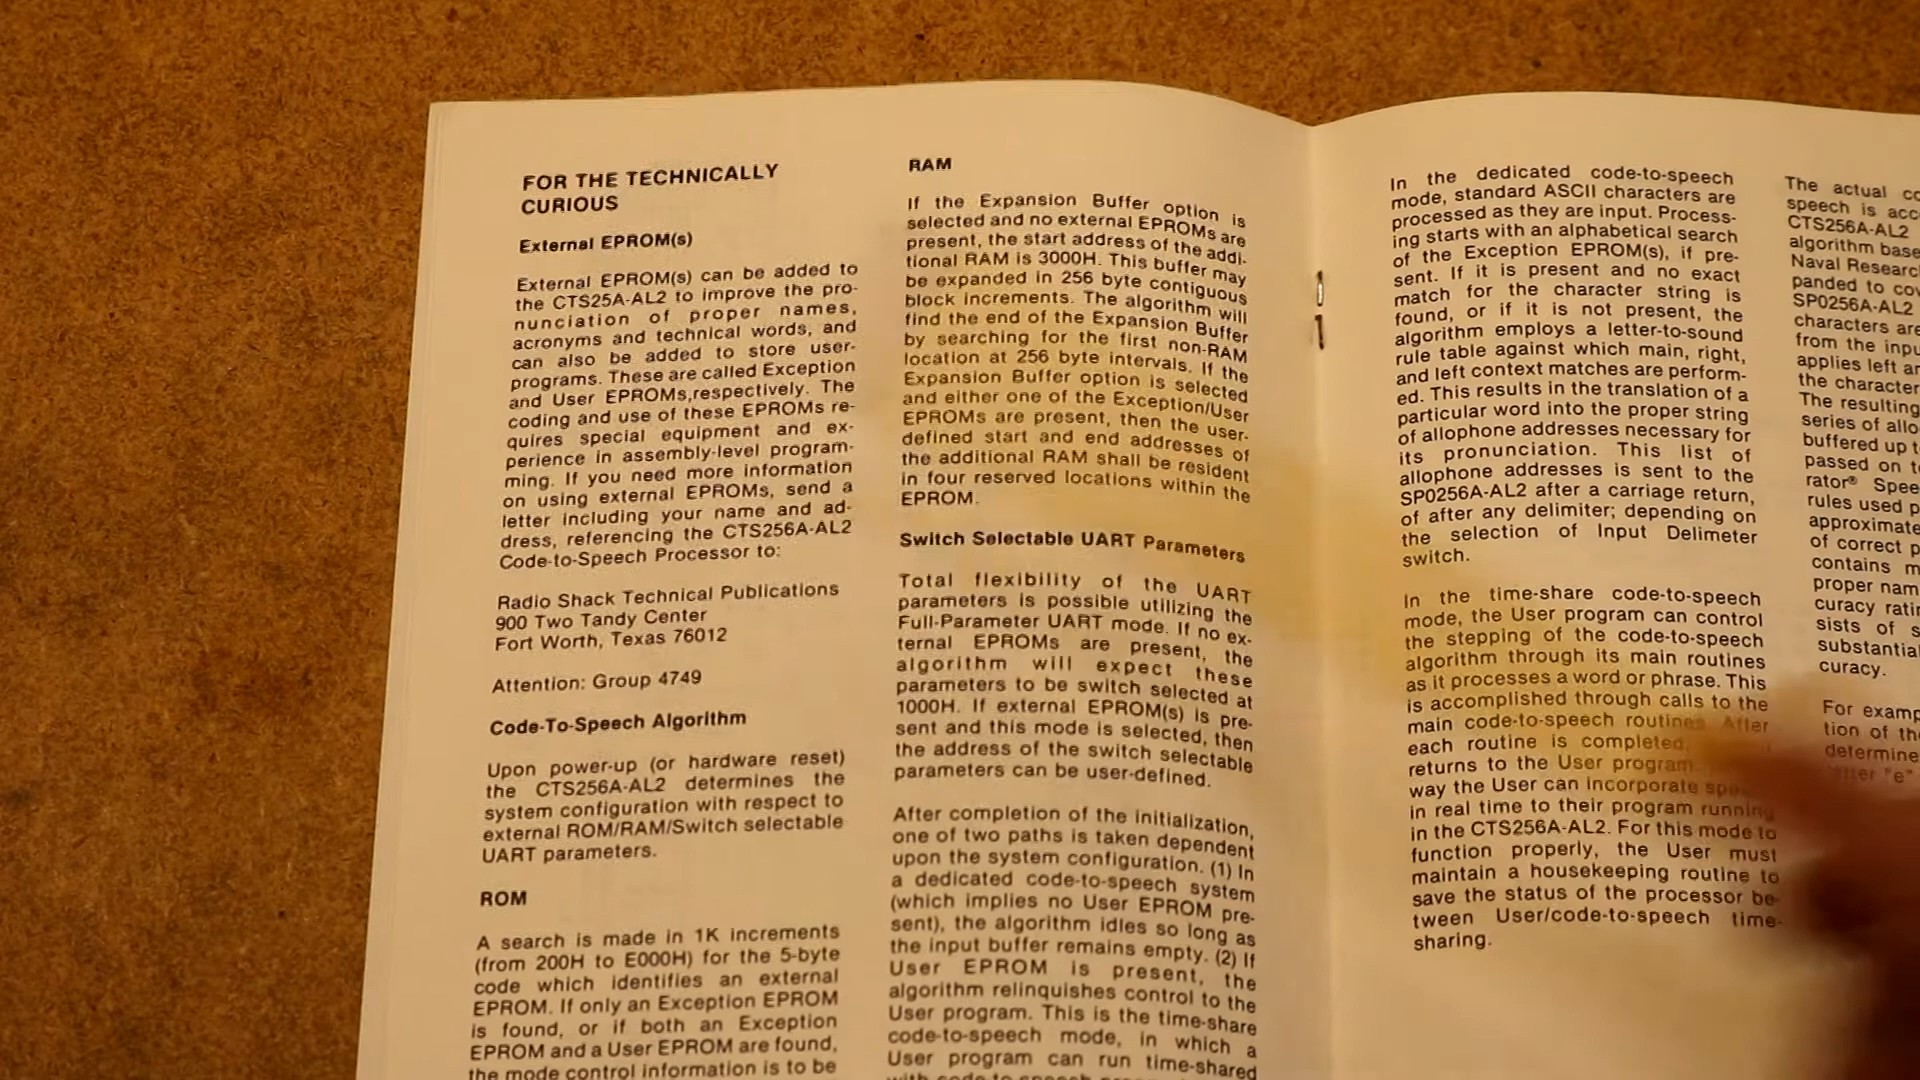 FOR THE TECHNICALLY
CURIOUS
External EPROM(s)
External EPROM(s) can be added to
the CTS25A-AL2 to improve the pro-
nunciation of proper names,
acronyms and technical words, and
can also be added to store user-
programs. These are called Exception
and User EPROMs,respectively. The
coding and use of these EPROMs re-
quires special equipment and ex-
perience in assembly-level program-
ming. If you need more information
on using external EPROMs, send a
letter including your name and ad-
dress, referencing the CTS256A-AL2
Code-to-Speech Processor to:
Radio Shack Technical Publications
900 Two Tandy Center
Fort Worth, Texas 76012
Attention: Group 4749
Code-To-Speech Algorithm
Upon power-up (or hardware reset)
the CTS256A-AL2 determines the
system configuration with respect to
external ROM/RAM/Switch selectable
UART parameters.
ROM
A search is made in 1K increments
(from 200H to E000H) for the 5-byte
code which identifies an external
EPROM. If only an Exception EPROM
is found, or if both an Exception
EPROM and a User EPROM are found,
the mode control information is to be
RAM
If the Expansion Buffer option is
selected and no external EPROMs are
present, the start address of the addi-
tional RAM is 3000H. This buffer may
be expanded in 256 byte contiguous
block increments. The algorithm will
find the end of the Expansion Buffer
by searching for the first non-RAM
location at 256 byte intervals. If the
Expansion Buffer option is selected
and either one of the Exception/User
EPROMs are present, then the user-
defined start and end addresses of
the additional RAM shall be resident
in four reserved locations within the
EPROM.
Switch Selectable UART Parameters
Total flexibility of the UART
parameters is possible utilizing the
Full-Parameter UART mode. If no ex-
ternal EPROMs are present, the
algorithm will expect these
parameters to be switch selected at
1000H. If external EPROM(s) is pre-
sent and this mode is selected, then
the address of the switch selectable
parameters can be user-defined.
After completion of the initialization,
one of two paths is taken dependent
upon the system configuration. (1) In
a dedicated code-to-speech system
(which implies no User EPROM pre-
sent), the algorithm idles so long as
the input buffer remains empty. (2) If
User EPROM is present, the
algorithm relinquishes control to the
User program. This is the time-share
code-to-speech mode, in which a
User program can run time-shared
In the dedicated code-to-speech
mode, standard ASCII characters are
processed as they are input. Process-
ing starts with an alphabetical search
of the Exception EPROM(s), if pre-
sent. If it is present and no exact
match for the character string is
found, or if it is not present, the
algorithm employs a letter-to-sound
rule table against which main, right,
and left context matches are perform-
ed. This results in the translation of a
particular word into the proper string
of allophone addresses necessary for
its pronunciation. This list of
allophone addresses is sent to the
SP0256A-AL2 after a carriage return,
of after any delimiter; depending on
the selection of Input Delimeter
switch.
In the time-share code-to-speech
mode, the User program can control
the stepping of the code-to-speech
algorithm through its main routines
as it processes a word or phrase. This
is accomplished through calls to the
main code-to-speech routines. After
each routine is completed,
returns to the User program.
way the User can incorporate
in real time to their program running
in the CTS256A-AL2. For this mode to
function properly, the User must
maintain a housekeeping routine to
save the status of the processor be-
tween User/code-to-speech time-
sharing.
The actual
speech is
CTS256A-AL2
algorithm
Naval
panded to
SP0256A-AL2
characters are
from the
applies left
the
The resulting
series of
buffered up
passed on
rator®
rules used
of correct
contains
proper
curacy
sists of
curacy.
For
tion of
"e"